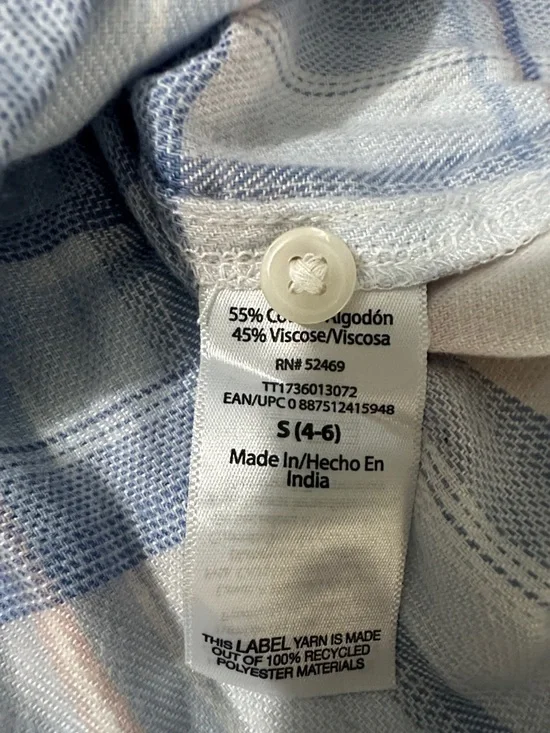 55% Algodón
45% Viscose/Viscosa
RN# 52469
TT1736013072
EAN/UPC 0 887512415948
S (4-6)
Made In/Hecho En
India
THIS LABEL YARN IS MADE
OUT OF 100% RECYCLED
POLYESTER MATERIALS